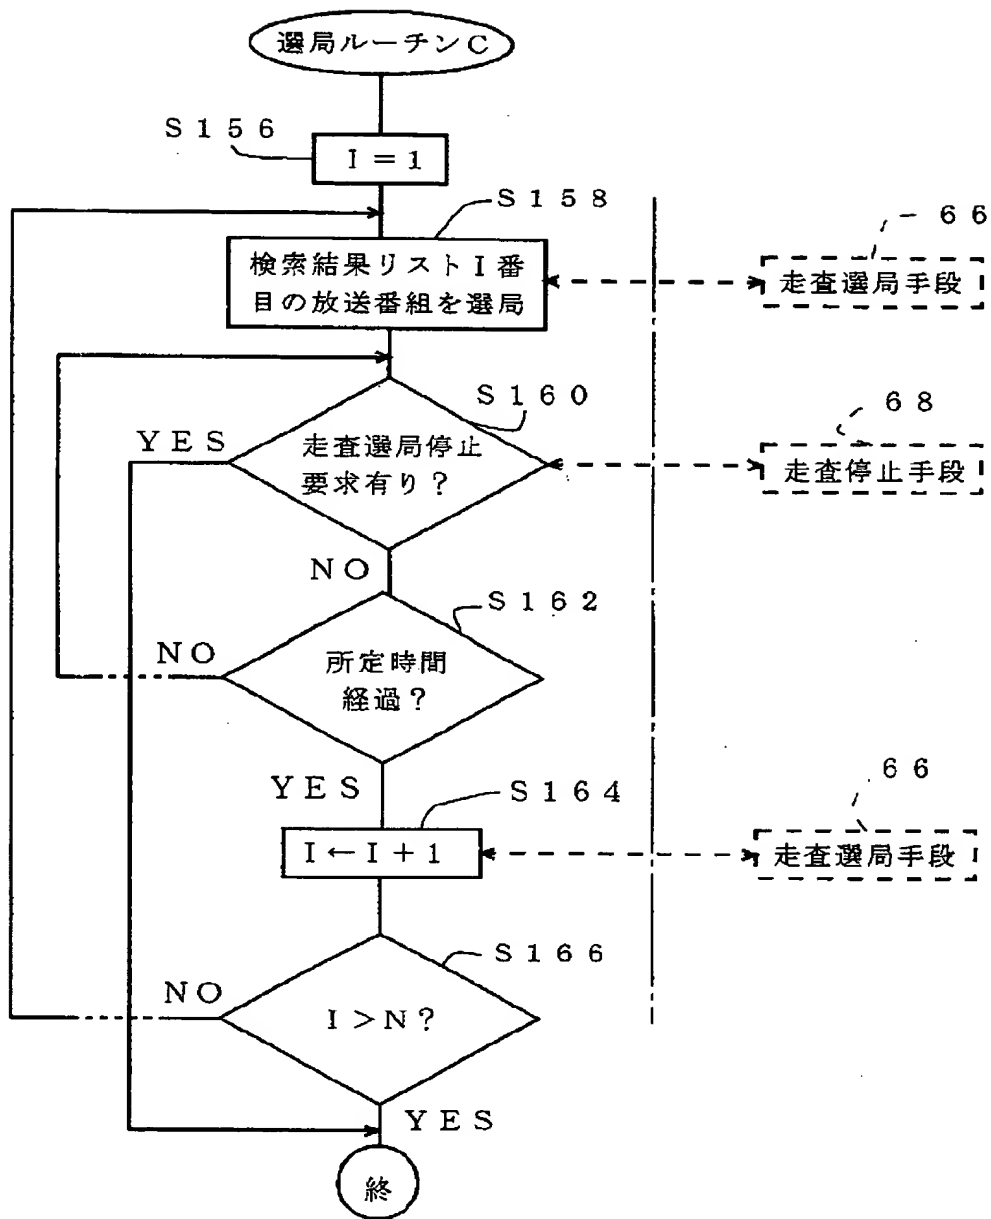 選局ルーチンC
S156
I=1
S158
検索結果リストI番
目の放送番組を選局
66
走査選局手段
S160
YES
走査選局停止
要求有り?
68
走査停止手段
NO
S162
NO
所定時間
経過?
YES
S164
I←I+1
66
走査選局手段
S166
NO
I>N?
YES
終